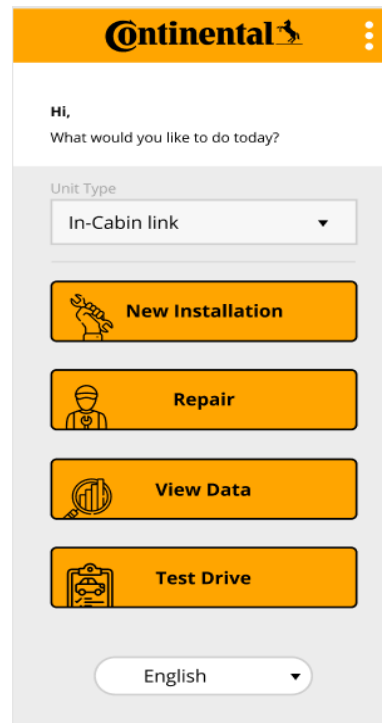 Continental
Hi,
What would you like to do today?
Unit Type
In-Cabin link
New Installation
Repair
View Data
Test Drive
English